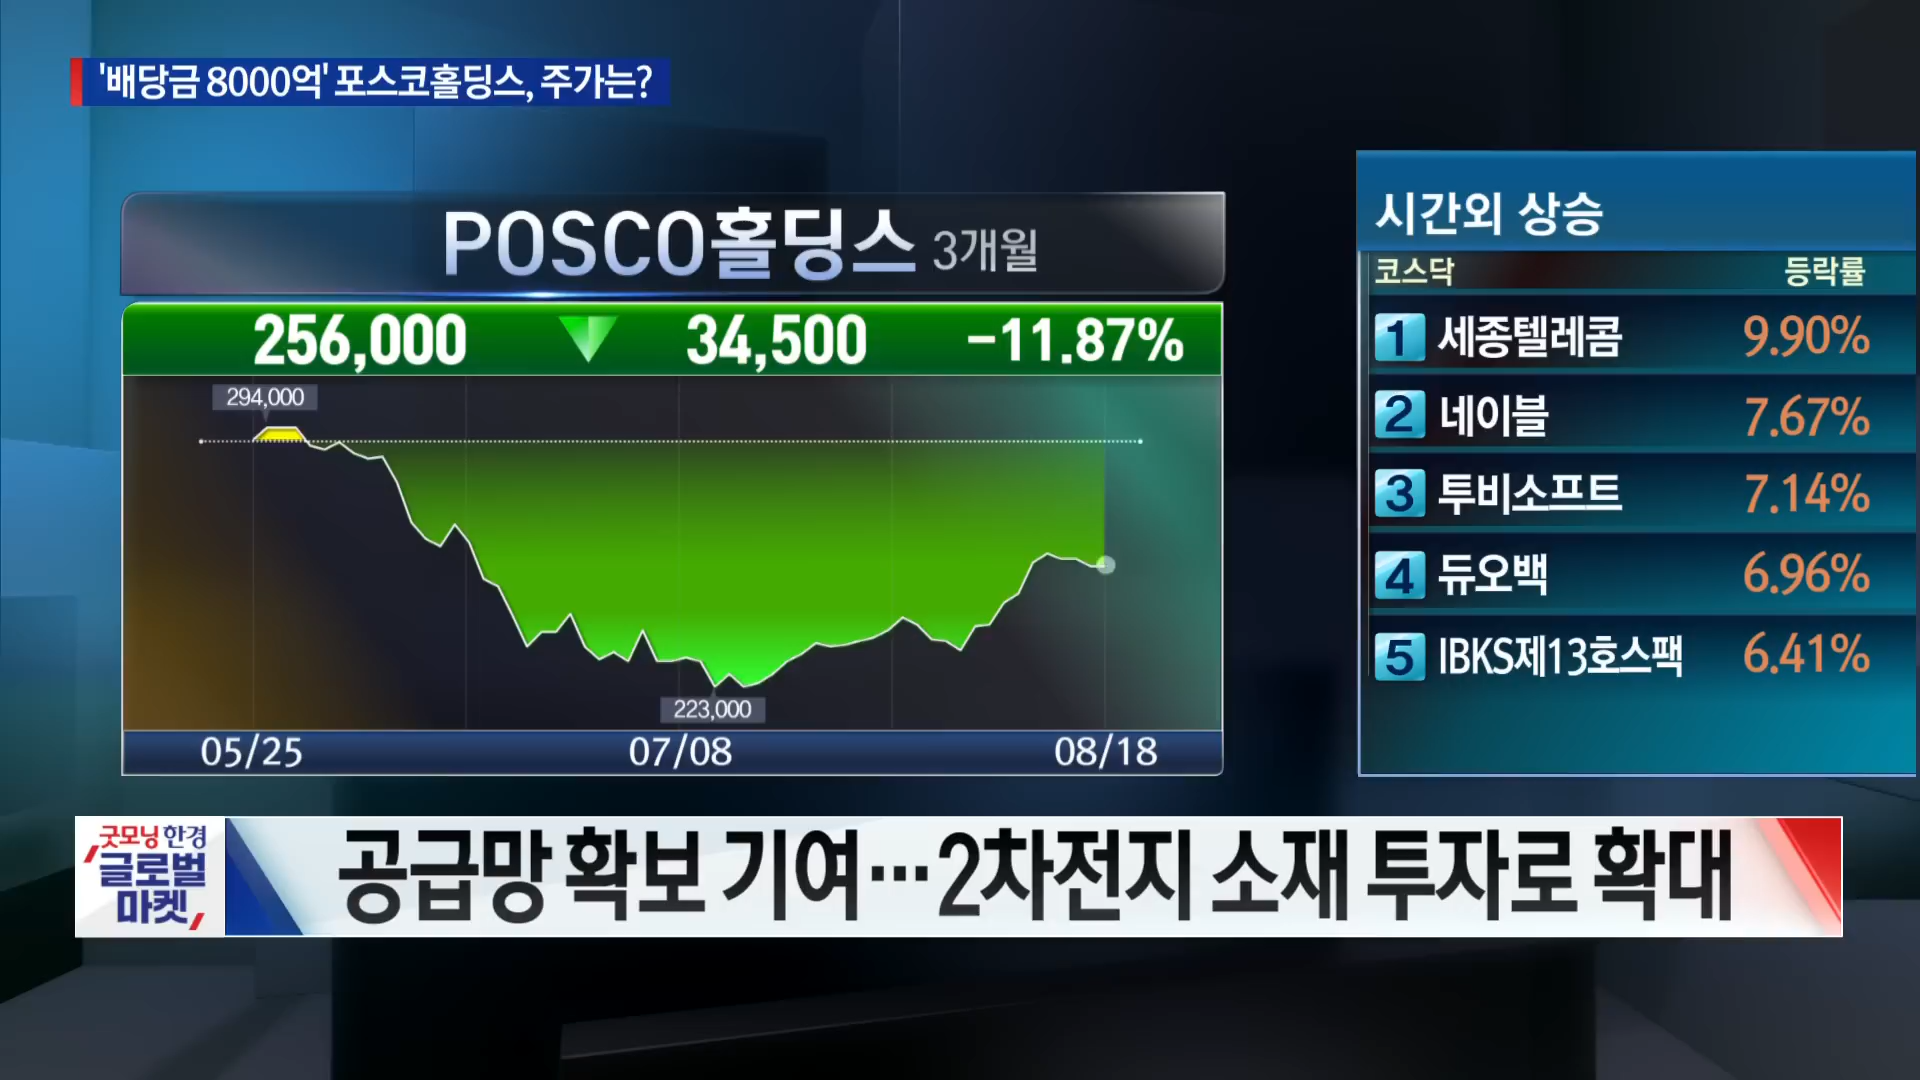 '배당금 8000억' 포스코홀딩스, 주가는?
POSCO홀딩스 3개월
256,000 ▼ 34,500 -11.87%
294,000
223,000
05/25 07/08 08/18
시간외 상승
코스닥 등락률
1 세종텔레콤 9.90%
2 네이블 7.67%
3 투비소프트 7.14%
4 듀오백 6.96%
5 IBKS제13호스팩 6.41%
굿모닝 한경
글로벌
마켓
공급망 확보 기여…2차전지 소재 투자로 확대